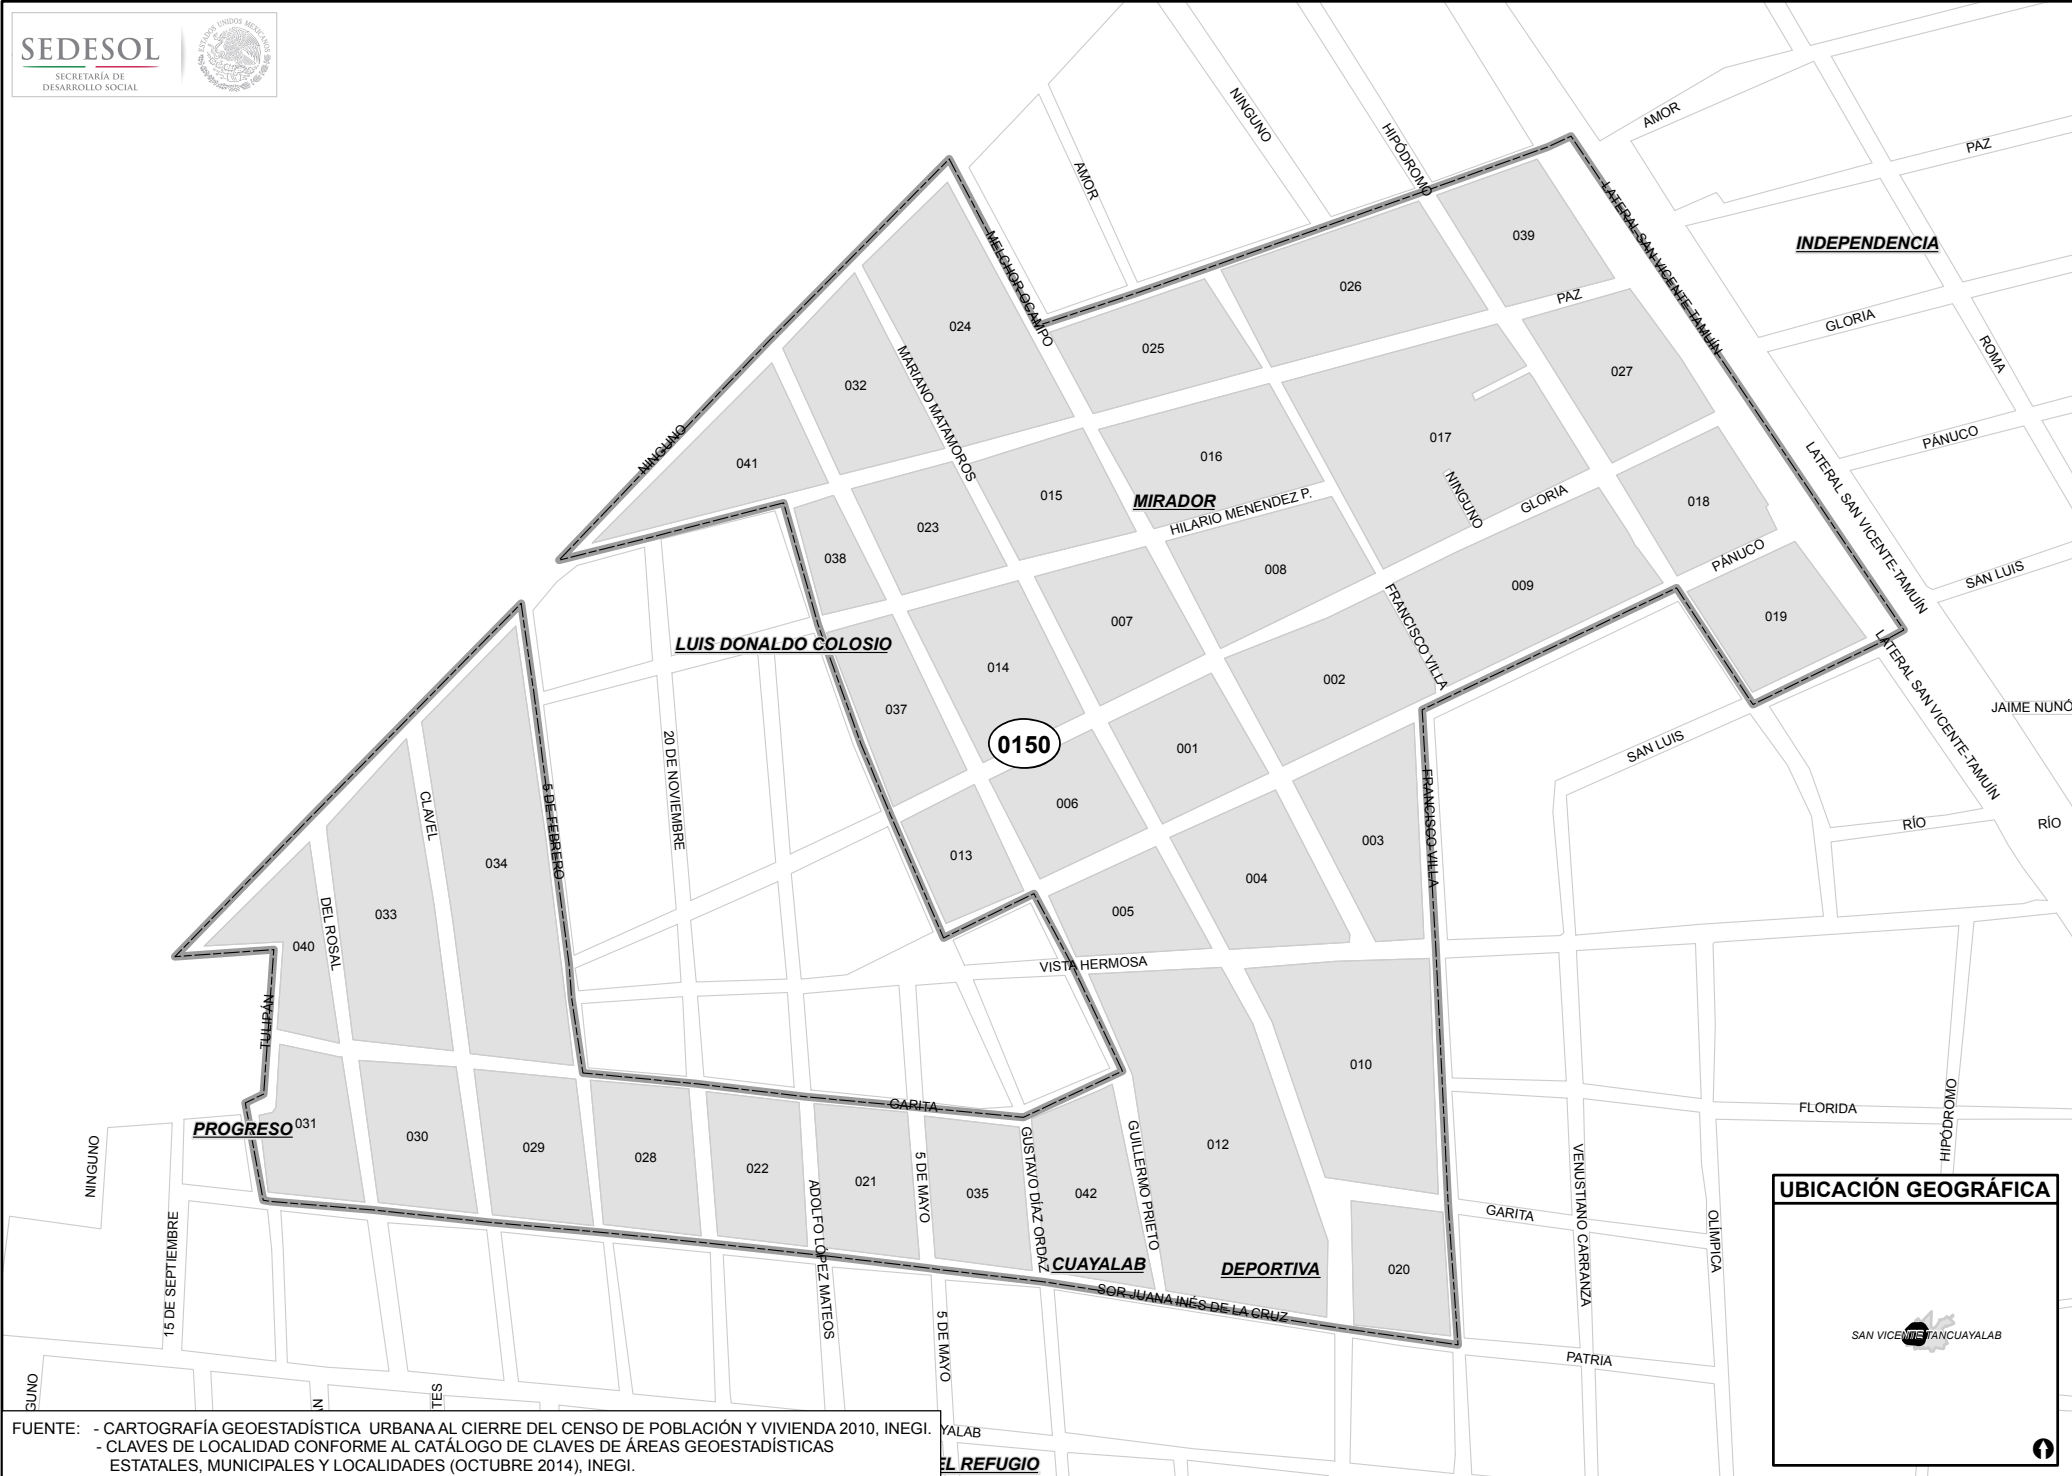 SEDESOL
SECRETARÍA DE
DESARROLLO SOCIAL
ESTADOS UNIDOS MEXICANOS
AMOR
NINGUNO
HIPÓDROMO
AMOR
PAZ
INDEPENDENCIA
MELCHOR OCAMPO
LATERAL SAN VICENTE TAMUÍN
039
026
PAZ
024
025
GLORIA
ROMA
032
MARIANO MATAMOROS
027
NINGUNO
041
017
PÁNUCO
016
015
MIRADOR
HILARIO MENENDEZ P.
NINGUNO
GLORIA
018
LATERAL SAN VICENTE-TAMUÍN
023
038
008
009
PÁNUCO
SAN LUIS
FRANCISCO VILLA
007
019
LUIS DONALDO COLOSIO
014
002
LATERAL SAN VICENTE-TAMUÍN
037
JAIME NUNÓ
0150
001
SAN LUIS
20 DE NOVIEMBRE
5 DE FEBRERO
CLAVEL
006
FRANCISCO VILLA
RÍO
RÍO
003
034
013
004
033
005
DEL ROSAL
040
VISTA HERMOSA
TULIPÁN
010
GARITA
FLORIDA
HIPÓDROMO
PROGRESO
031
030
029
028
022
021
5 DE MAYO
035
GUSTAVO DÍAZ ORDAZ
042
GUILLERMO PRIETO
012
VENUSTIANO CARRANZA
NINGUNO
ADOLFO LÓPEZ MATEOS
GARITA
OLÍMPICA
15 DE SEPTIEMBRE
CUAYALAB
DEPORTIVA
020
SOR JUANA INÉS DE LA CRUZ
5 DE MAYO
PATRIA
GUNO
TES
YALAB
EL REFUGIO
UBICACIÓN GEOGRÁFICA
SAN VICENTE TANCUAYALAB
FUENTE: - CARTOGRAFÍA GEOESTADÍSTICA URBANA AL CIERRE DEL CENSO DE POBLACIÓN Y VIVIENDA 2010, INEGI.
- CLAVES DE LOCALIDAD CONFORME AL CATÁLOGO DE CLAVES DE ÁREAS GEOESTADÍSTICAS
ESTATALES, MUNICIPALES Y LOCALIDADES (OCTUBRE 2014), INEGI.